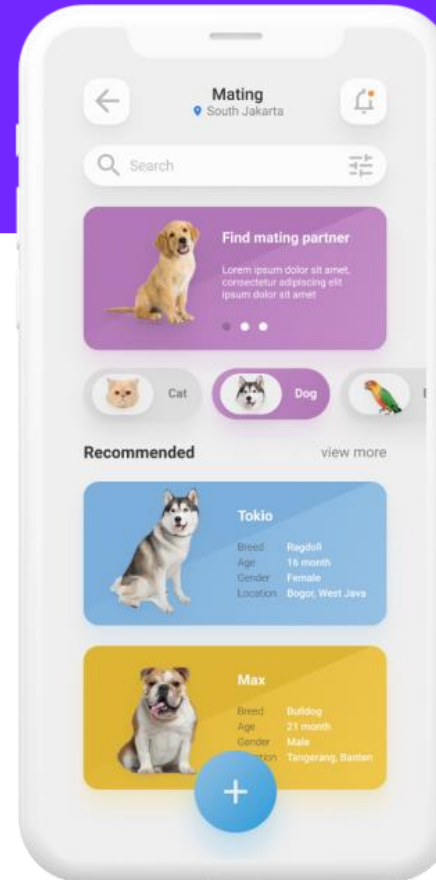 Mating
South Jakarta
Search
Find mating partner
Lorem ipsum dolor sit amet,
consectetur adipiscing elit
ipsum dolor sit amet
Cat
Dog
Recommended
view more
Tokio
Breed Ragdoll
Age 16 month
Gender Female
Location Bogor, West Java
Max
Breed Bulldog
Age 21 month
Gender Male
Tangerang, Banten